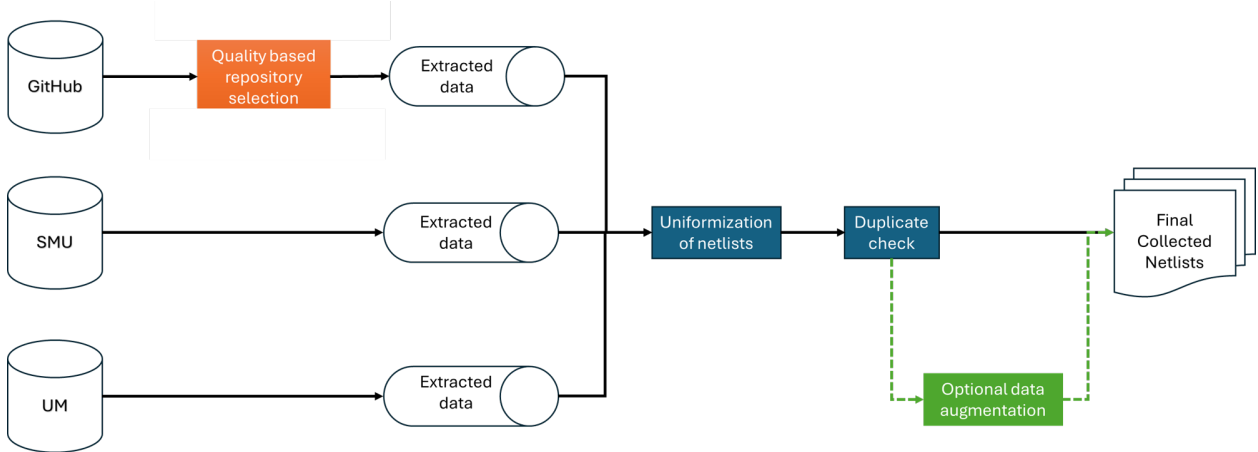 GitHub
Quality based
repository
selection
Extracted
data
SMU
Extracted
data
Uniformization
of netlists
Duplicate
check
Final
Collected
Netlists
UM
Extracted
data
Optional data
augmentation